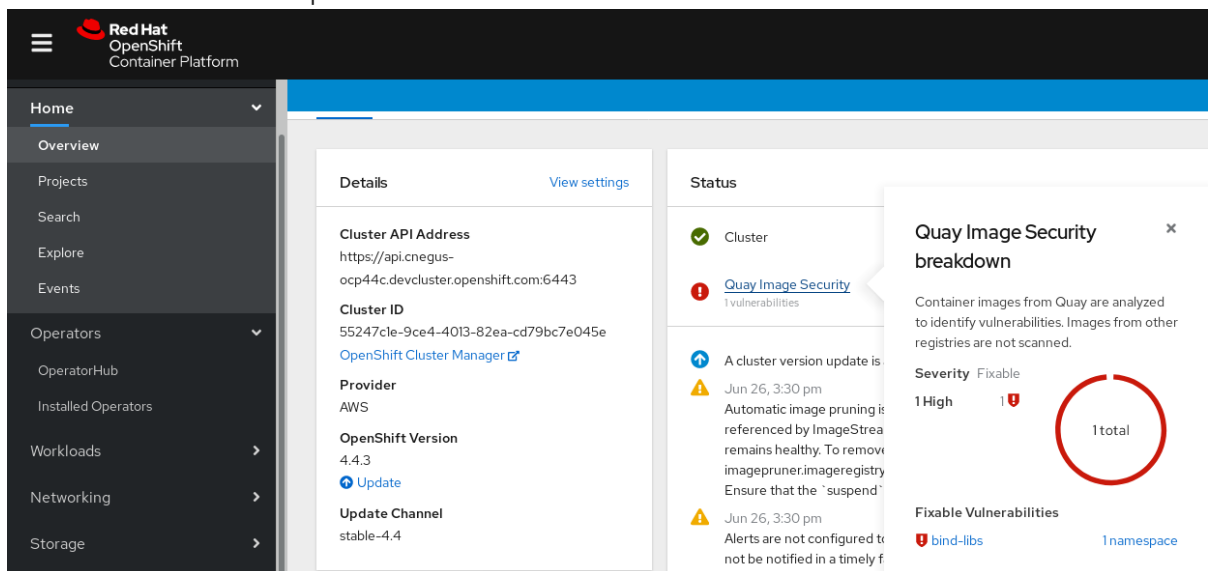 Red Hat
OpenShift
Container Platform
Home
Overview
Projects
Search
Explore
Events
Operators
OperatorHub
Installed Operators
Workloads
Networking
Storage
Details View settings
Cluster API Address
https://api.cnegus-
ocp44c.devcluster.openshift.com:6443
Cluster ID
55247c1e-9ce4-4013-82ea-cd79bc7e045e
OpenShift Cluster Manager
Provider
AWS
OpenShift Version
4.4.3
Update
Update Channel
stable-4.4
Status
Cluster
Quay Image Security
1 vulnerabilities
A cluster version update is
Jun 26, 3:30 pm
Automatic image pruning is
referenced by ImageStrea
remains healthy. To remove
imagepruner.imageregistry
Ensure that the `suspend`
Jun 26, 3:30 pm
Alerts are not configured to
not be notified in a timely f
Quay Image Security
breakdown
Container images from Quay are analyzed
to identify vulnerabilities. Images from other
registries are not scanned.
Severity Fixable
1 High 1
1 total
Fixable Vulnerabilities
bind-libs 1 namespace